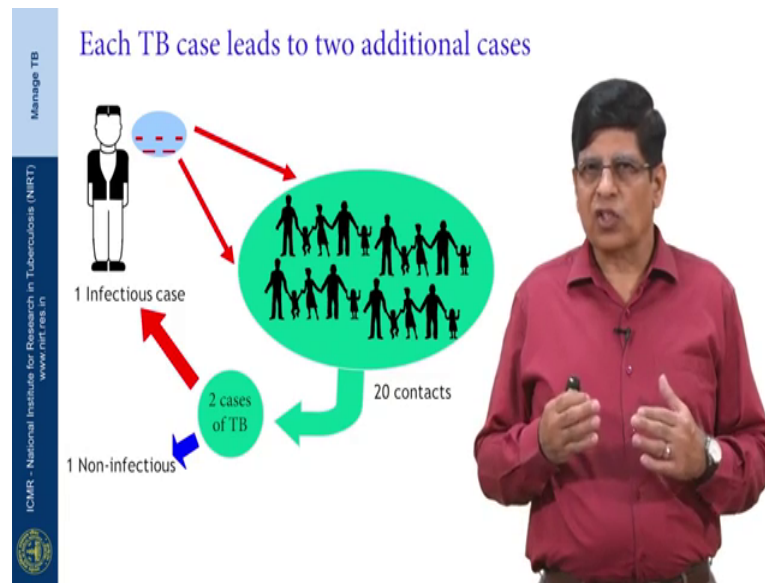 Each TB case leads to two additional cases
Manage TB
ICMR - National Institute for Research in Tuberculosis (NIRT)
www.nirt.res.in
1 Infectious case
20 contacts
2 cases
of TB
1 Non-infectious